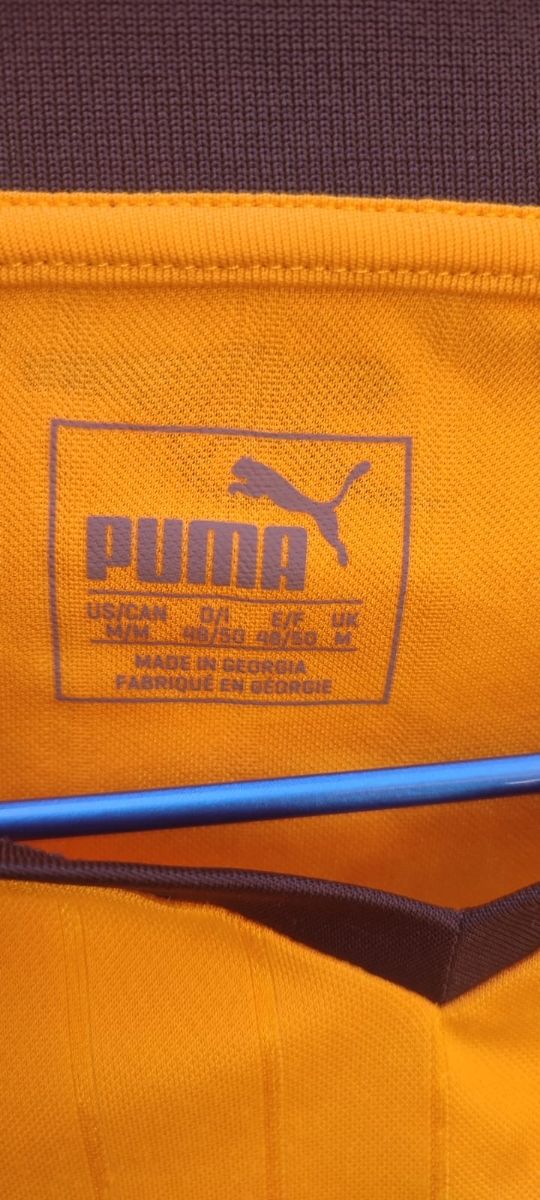 PUMA
US/CAN D/I E/F UK
M/M 48/50 48/50 M
MADE IN GEORGIA
FABRIQUÉ EN GÉORGIE